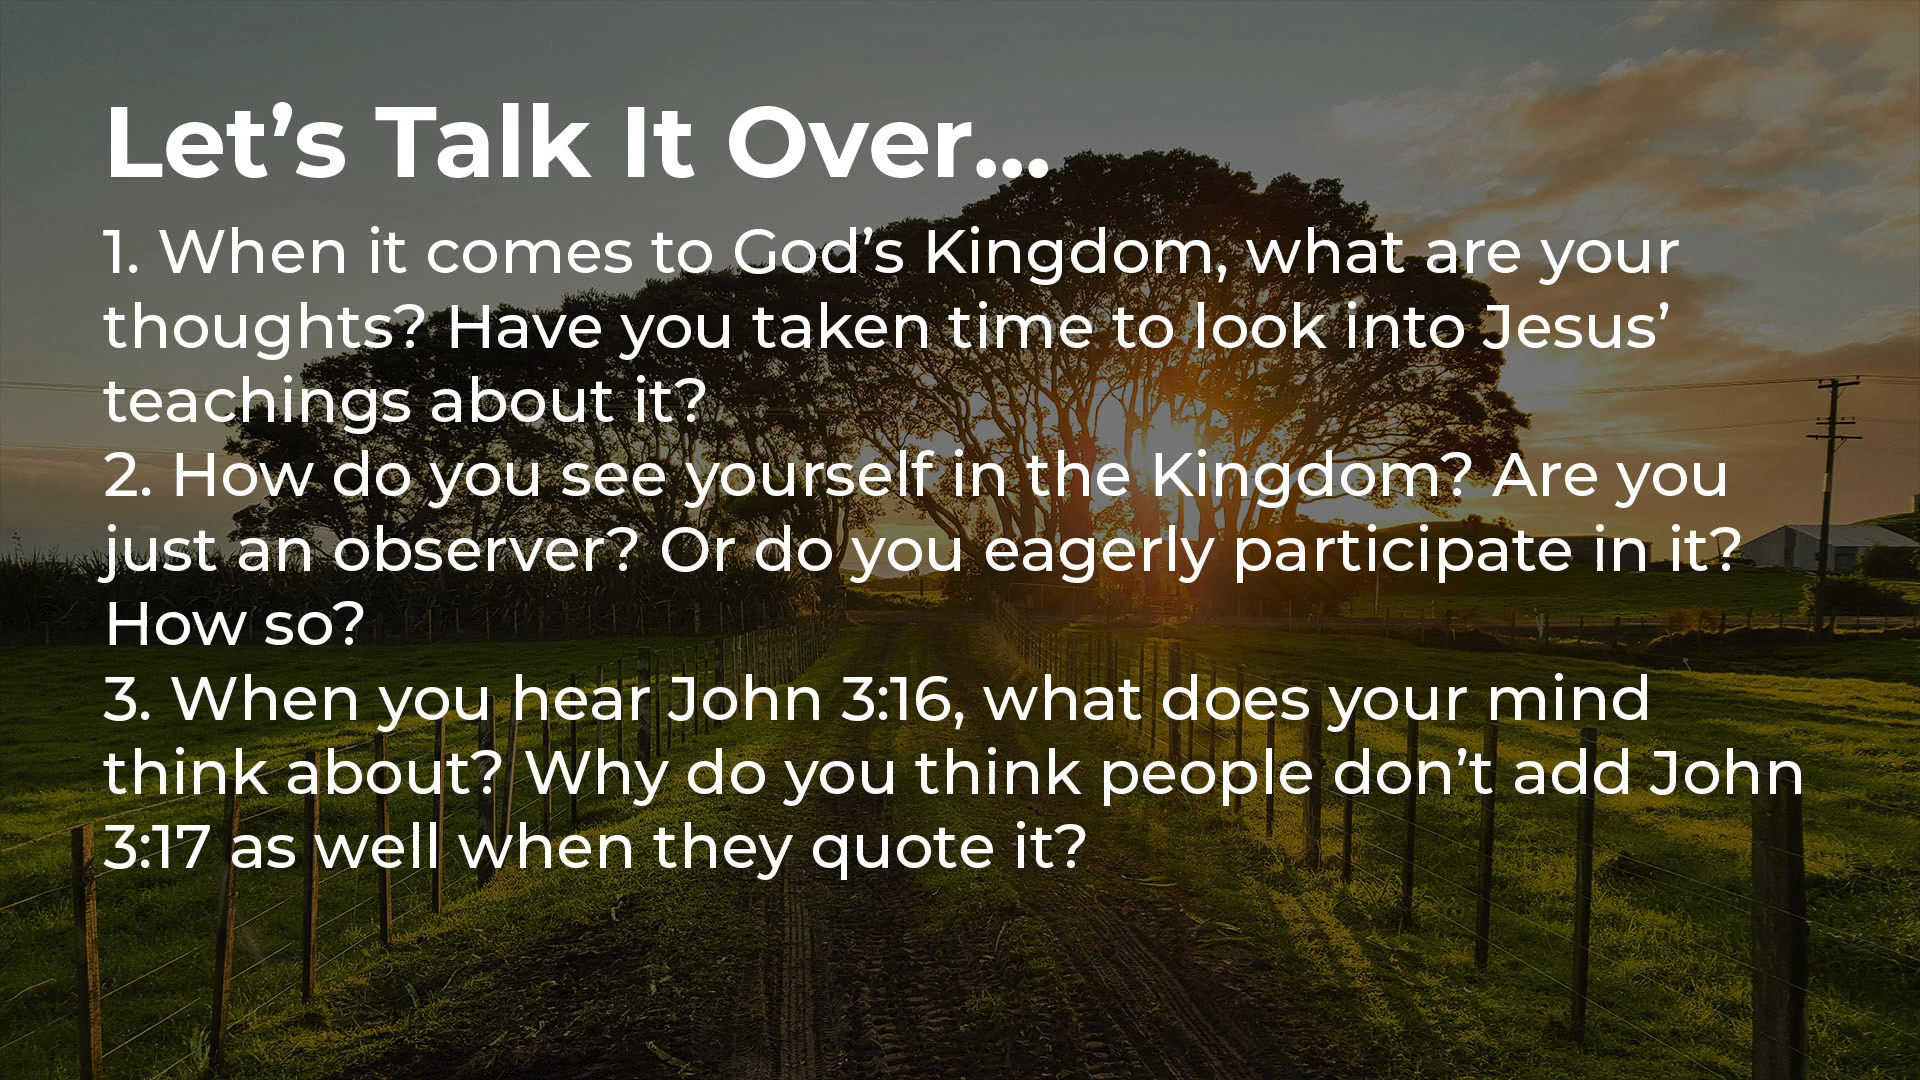 Let’s Talk It Over...
1. When it comes to God’s Kingdom, what are your
thoughts? Have you taken time to look into Jesus’
teachings about it?
2. How do you see yourself in the Kingdom? Are you
just an observer? Or do you eagerly participate in it?
How so?
3. When you hear John 3:16, what does your mind
think about? Why do you think people don’t add John
3:17 as well when they quote it?